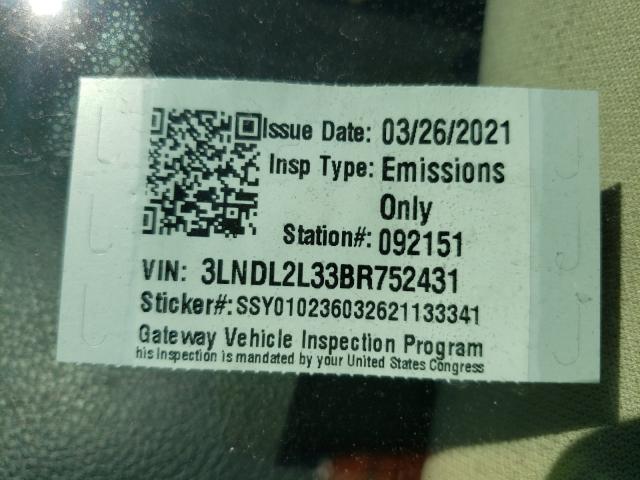 Issue Date: 03/26/2021
Insp Type: Emissions
Only
Station#: 092151
VIN: 3LNDL2L33BR752431
Sticker#: SSY010236032621133341
Gateway Vehicle Inspection Program
his Inspection is mandated by your United States Congress